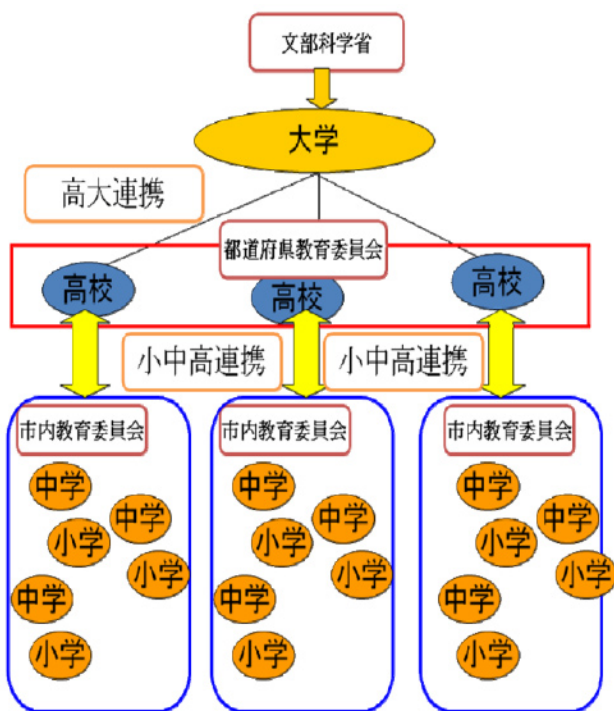 文部科学省
大学
高大連携
都道府県教育委員会
高校
高校
高校
小中高連携
小中高連携
市内教育委員会
中学
中学
小学
小学
中学
小学
市内教育委員会
中学
中学
小学
小学
中学
小学
市内教育委員会
中学
中学
小学
小学
中学
小学